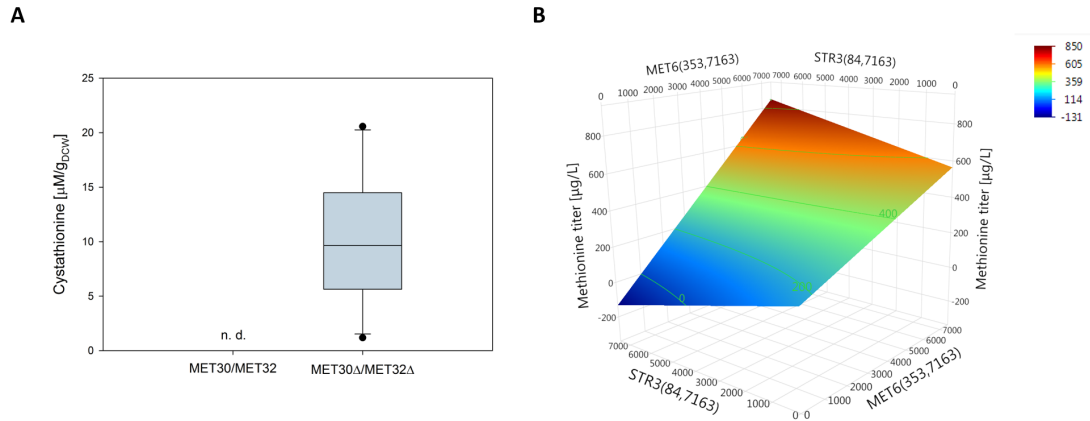 A
25
20
15
10
5
0
Cystathionine [µM/gDCW]
n. d.
MET30/MET32
MET30Δ/MET32Δ
B
MET6(353,7163)
STR3(84,7163)
0 1000 2000 3000 4000 5000 6000 7000 7000 6000 5000 4000 3000 2000 1000 0
800
600
400
200
0
-200
Methionine titer [µg/L]
800
600
400
200
0
-200
Methionine titer [µg/L]
400
200
0
7000 6000 5000 4000 3000 2000 1000 0
STR3(84,7163)
0 1000 2000 3000 4000 5000 6000 7000
MET6(353,7163)
850
605
359
114
-131